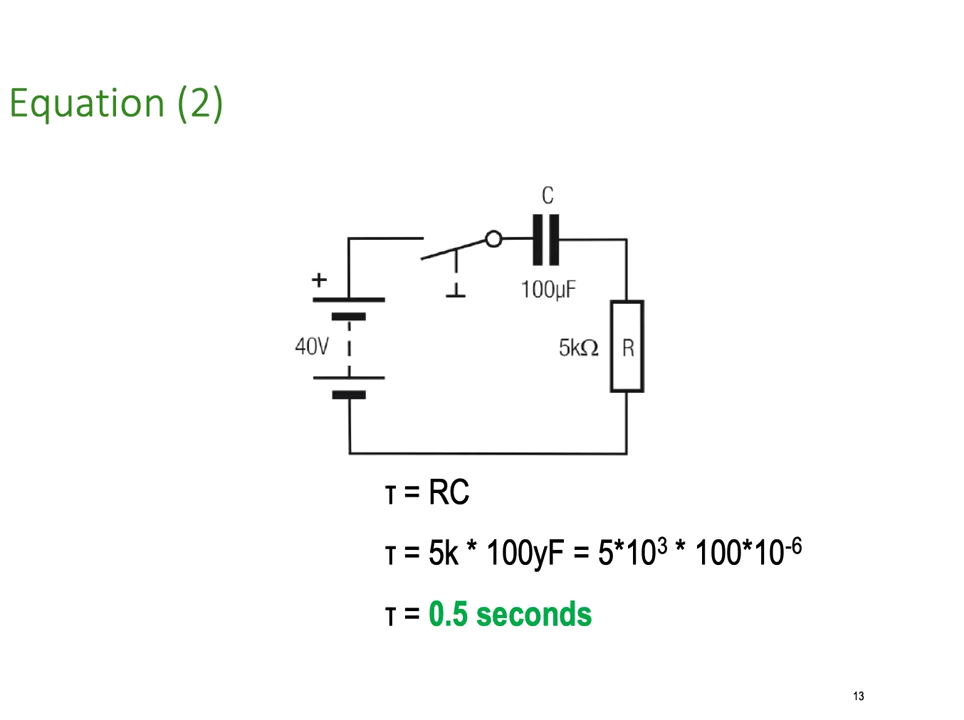 Equation (2)
C
+
100µF
40V
5kΩ
R
τ = RC
τ = 5k * 100yF = 5*10³ * 100*10⁻⁶
τ = 0.5 seconds
13